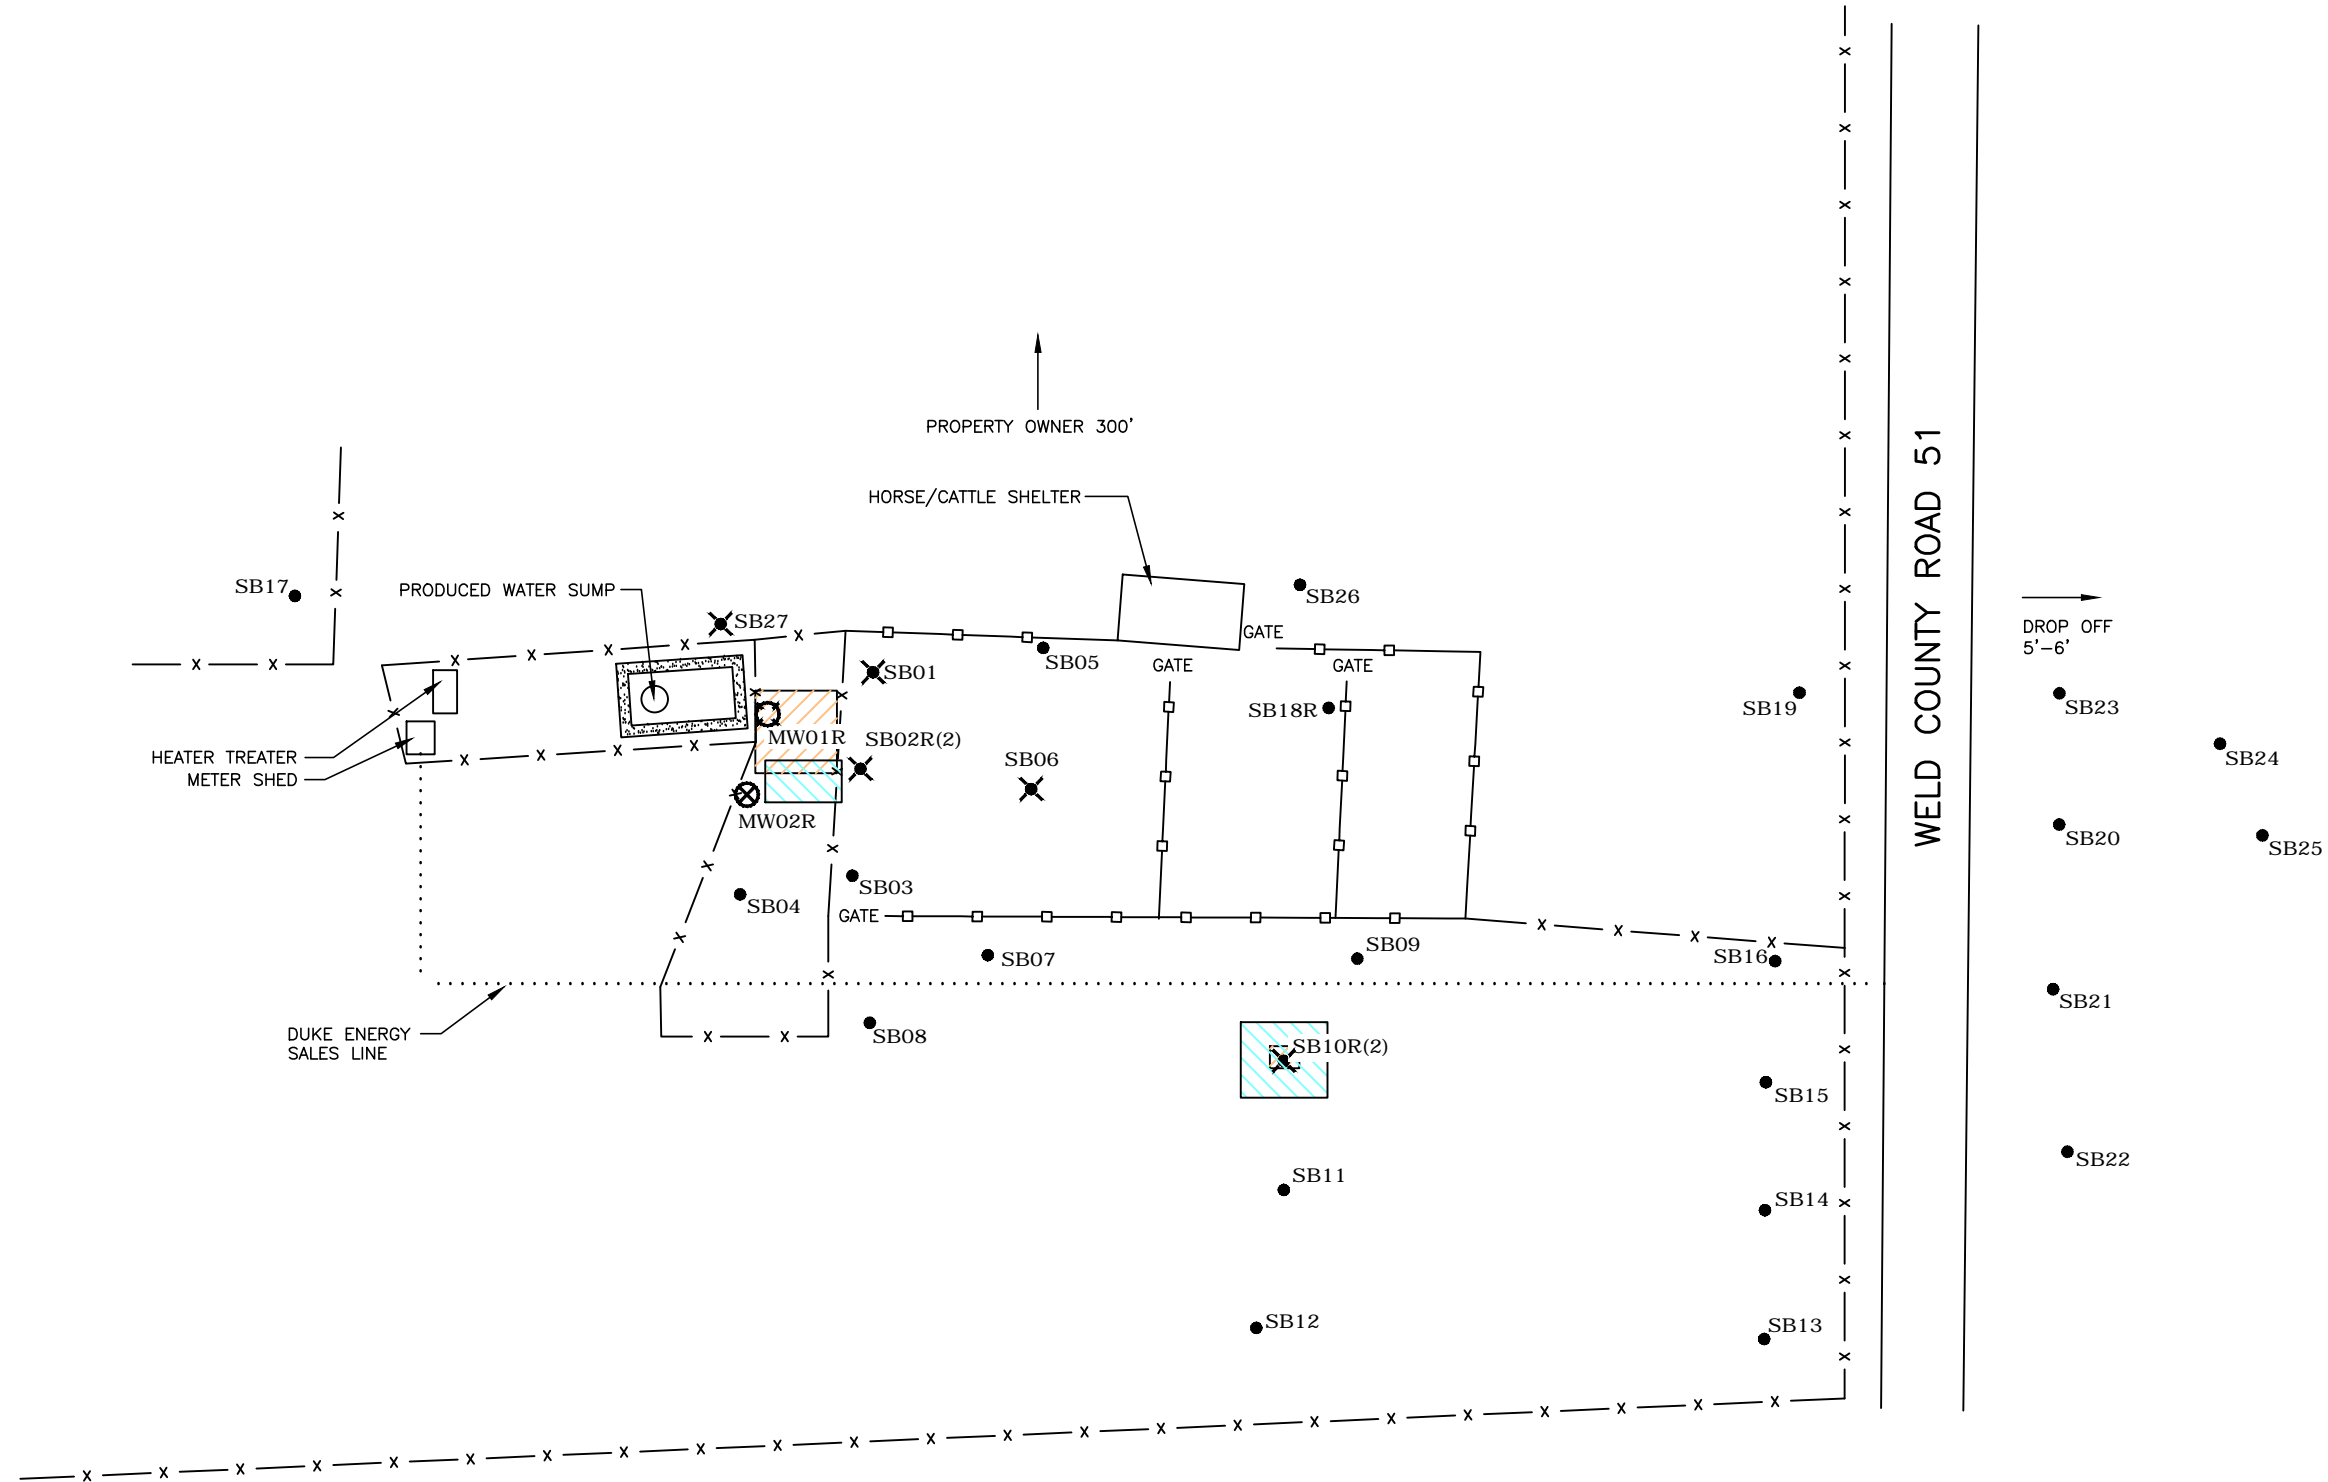 PROPERTY OWNER 300'
HORSE/CATTLE SHELTER
WELD COUNTY ROAD 51
SB17
PRODUCED WATER SUMP
SB26
SB27
GATE
DROP OFF
5'-6'
SB05
GATE
GATE
SB01
SB18R
SB19
SB23
MW01R
SB02R(2)
HEATER TREATER
METER SHED
SB06
SB24
MW02R
SB20
SB25
SB03
SB04
GATE
SB09
SB07
SB16
SB21
DUKE ENERGY
SALES LINE
SB08
SB10R(2)
SB15
SB22
SB11
SB14
SB12
SB13